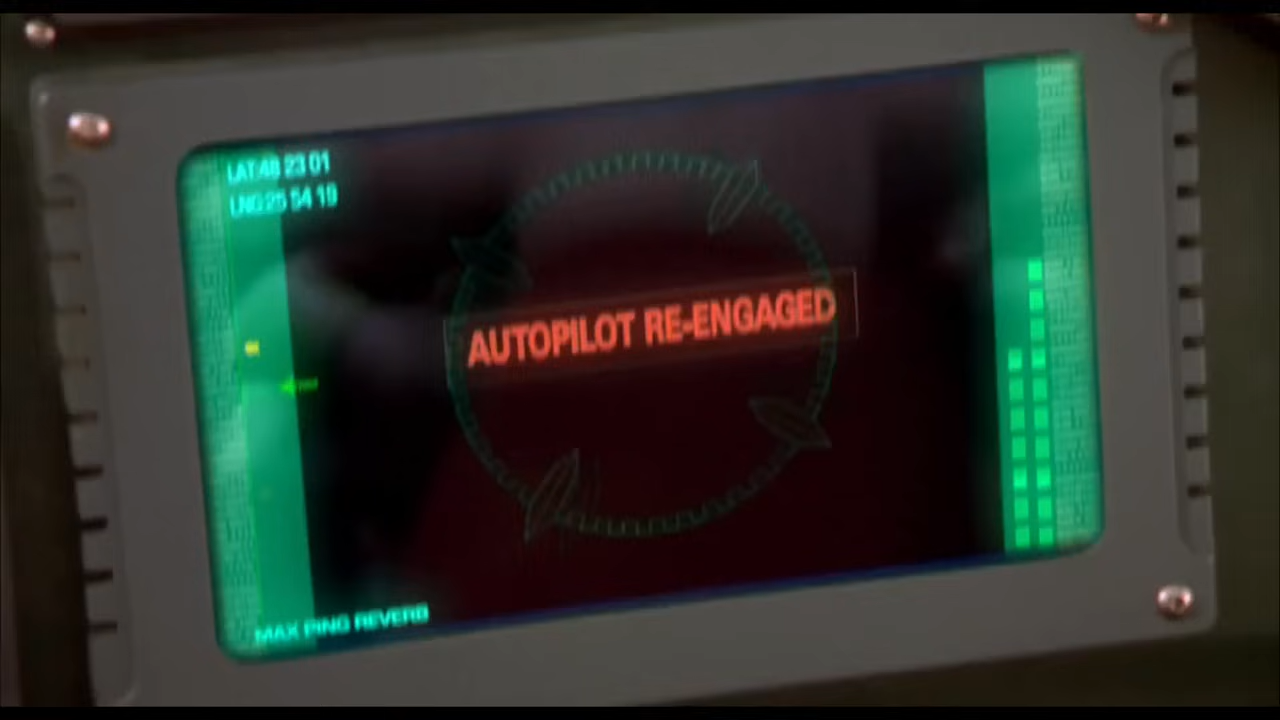 LAT:48 23 01
LNG:25 54 19
AUTOPILOT RE-ENGAGED
MAX PING REVERB